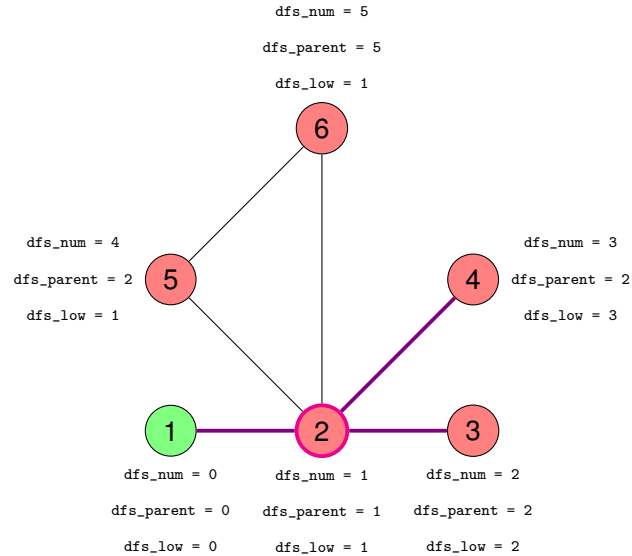 dfs_num = 5
dfs_parent = 5
dfs_low = 1
6
dfs_num = 4
dfs_parent = 2
dfs_low = 1
5
4
dfs_num = 3
dfs_parent = 2
dfs_low = 3
1
2
3
dfs_num = 0
dfs_parent = 0
dfs_low = 0
dfs_num = 1
dfs_parent = 1
dfs_low = 1
dfs_num = 2
dfs_parent = 2
dfs_low = 2